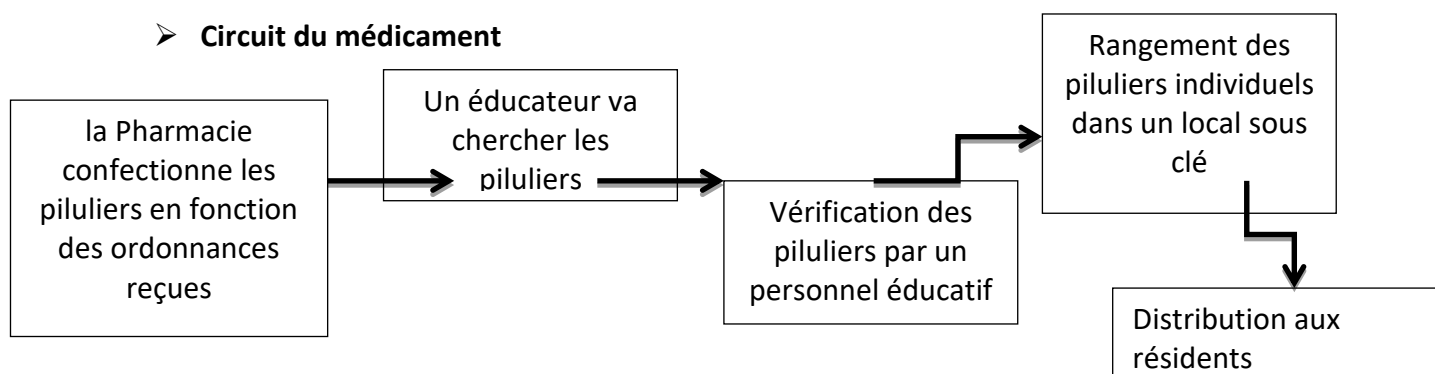 Circuit du médicament
la Pharmacie
confectionne les
piluliers en fonction
des ordonnances
reçues
Un éducateur va
chercher les
piluliers
Vérification des
piluliers par un
personnel éducatif
Rangement des
piluliers individuels
dans un local sous
clé
Distribution aux
résidents